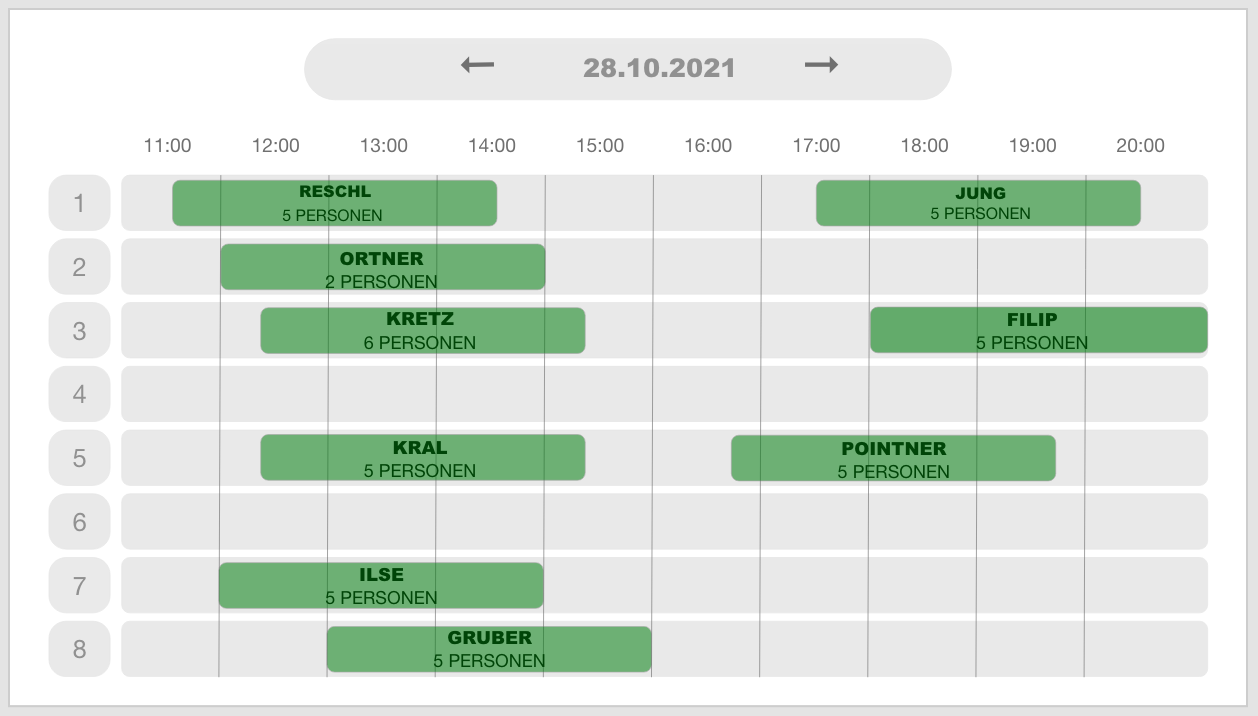 28.10.2021
11:00 12:00 13:00 14:00 15:00 16:00 17:00 18:00 19:00 20:00
1
RESCHL
5 PERSONEN
JUNG
5 PERSONEN
2
ORTNER
2 PERSONEN
3
KRETZ
6 PERSONEN
FILIP
5 PERSONEN
4
5
KRAL
5 PERSONEN
POINTNER
5 PERSONEN
6
7
ILSE
5 PERSONEN
8
GRUBER
5 PERSONEN